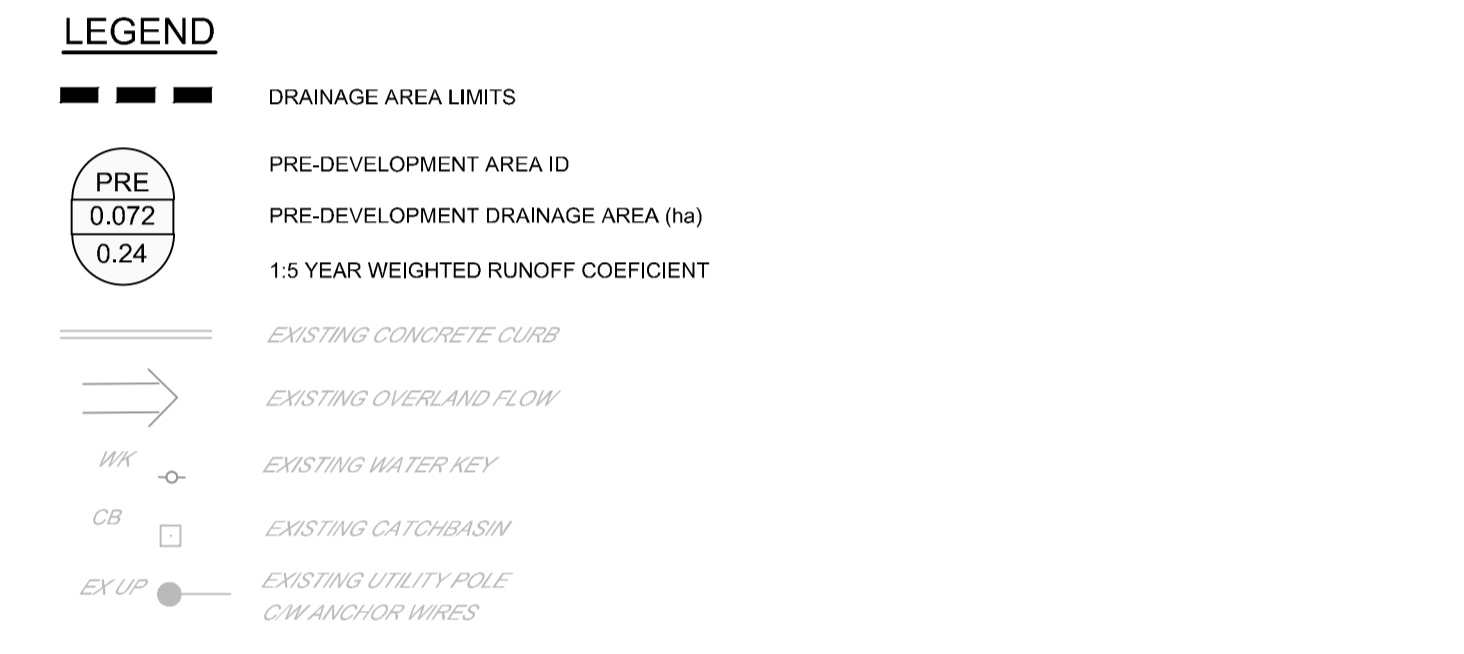 LEGEND
DRAINAGE AREA LIMITS
PRE
PRE-DEVELOPMENT AREA ID
0.072
PRE-DEVELOPMENT DRAINAGE AREA (ha)
0.24
1:5 YEAR WEIGHTED RUNOFF COEFICIENT
EXISTING CONCRETE CURB
EXISTING OVERLAND FLOW
WK
EXISTING WATER KEY
CB
EXISTING CATCHBASIN
EX UP
EXISTING UTILITY POLE
C/W ANCHOR WIRES